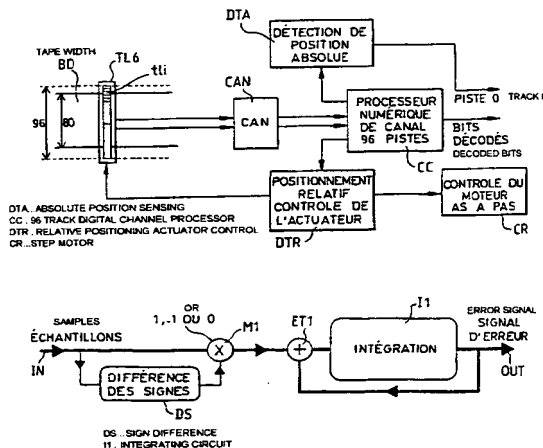 DTA
DÉTECTION DE
POSITION
ABSOLUE
TAPE WIDTH
BD
TL6
tli
96
80
CAN
CAN
PROCESSEUR
NUMÉRIQUE
DE CANAL
96 PISTES
CC
PISTE 0
TRACK
BITS
DÉCODÉS
DECODED BITS
DTA . ABSOLUTE POSITION SENSING
CC . 96 TRACK DIGITAL CHANNEL PROCESSOR
DTR . RELATIVE POSITIONING ACTUATOR CONTROL
CR...STEP MOTOR
POSITIONNEMENT
RELATIF
CONTROLE DE
L'ACTUATEUR
DTR
CONTROLE DU
MOTEUR
AS A PAS
CR
SAMPLES
ÉCHANTILLONS
IN
OR
1,-1 OU 0
M1
X
DIFFÉRENCE
DES SIGNES
DS
ET1
+
I1
INTÉGRATION
ERROR SIGNAL
SIGNAL
D'ERREUR
OUT
DS ... SIGN DIFFERENCE
I1 . INTEGRATING CIRCUIT